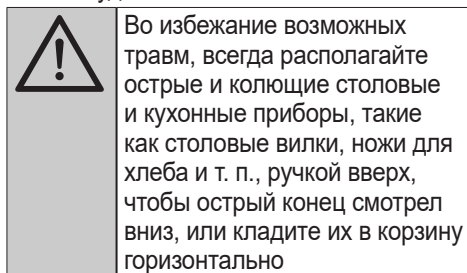 Во избежание возможных
травм, всегда располагайте
острые и колющие столовые
и кухонные приборы, такие
как столовые вилки, ножи для
хлеба и т. п., ручкой вверх,
чтобы острый конец смотрел
вниз, или кладите их в корзину
горизонтально